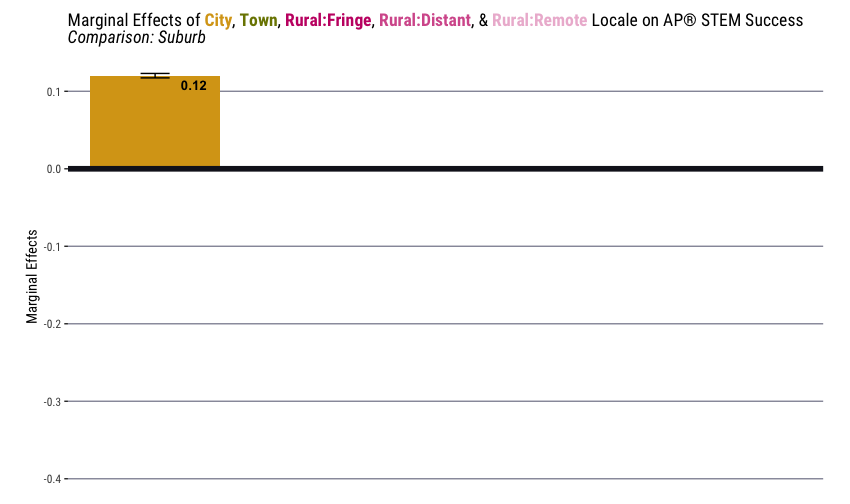 Marginal Effects of City, Town, Rural:Fringe, Rural:Distant, & Rural:Remote Locale on AP® STEM Success
Comparison: Suburb
0.12
0.1
0.0
-0.1
-0.2
-0.3
-0.4
Marginal Effects